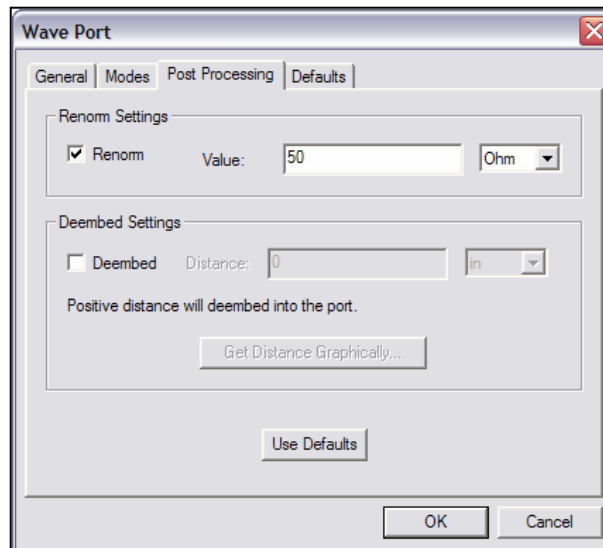 Wave Port
General Modes Post Processing Defaults
Renorm Settings
Renorm Value: 50 Ohm
Deembed Settings
Deembed Distance: 0 in
Positive distance will deembed into the port.
Get Distance Graphically...
Use Defaults
OK Cancel